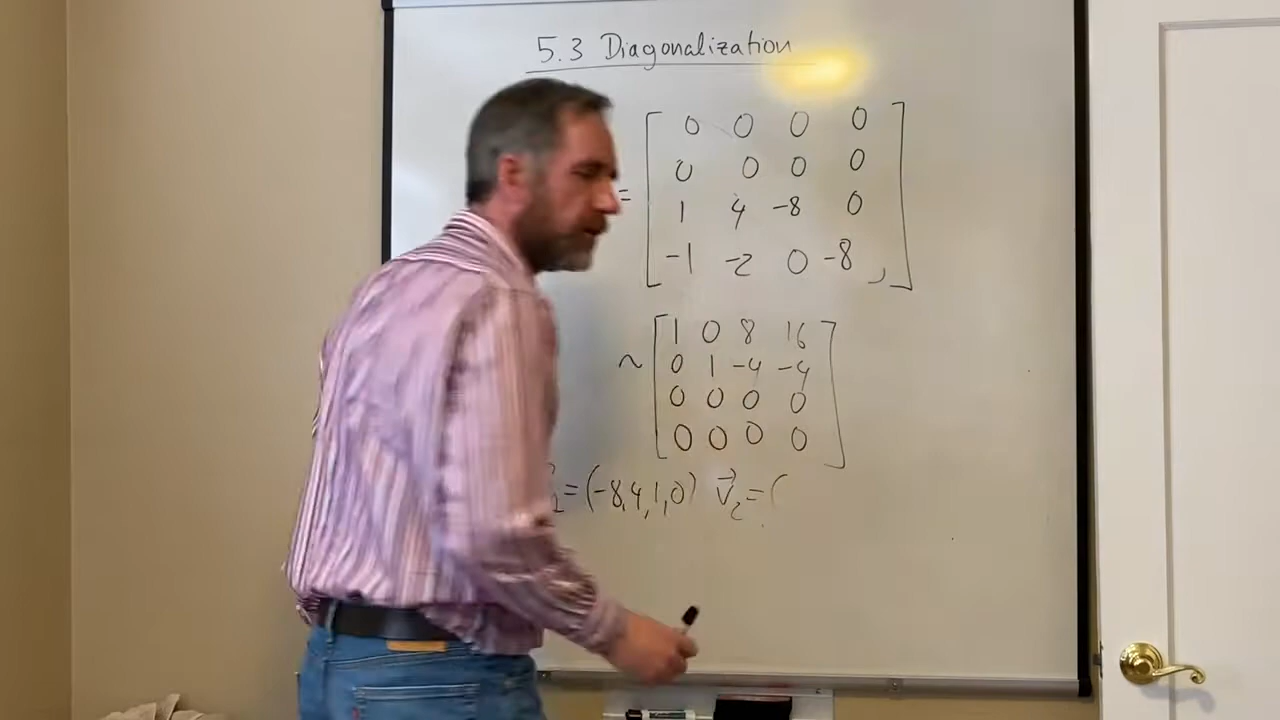 5.3 Diagonalization
0 0 0 0
0 0 0 0
= 1 4 -8 0
-1 -2 0 -8
1 0 8 16
~ 0 1 -4 -4
0 0 0 0
0 0 0 0
=(-8,4,1,0) v⃗₂=(